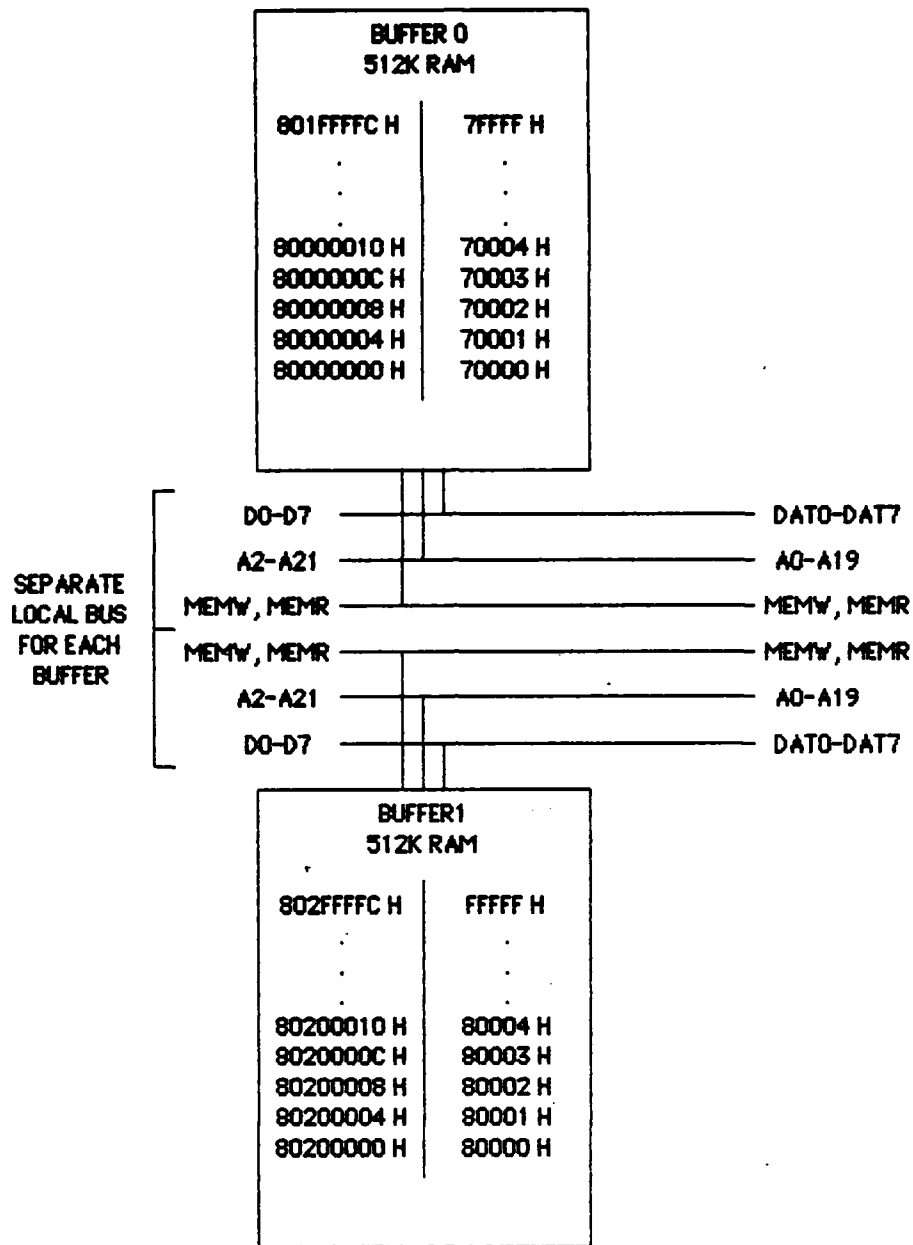 BUFFER 0
512K RAM
801FFFFC H 7FFFF H
.
.
.
.
.
.
80000010 H 70004 H
8000000C H 70003 H
80000008 H 70002 H
80000004 H 70001 H
80000000 H 70000 H
SEPARATE
LOCAL BUS
FOR EACH
BUFFER
D0-D7 DAT0-DAT7
A2-A21 A0-A19
MEMW, MEMR MEMW, MEMR
MEMW, MEMR MEMW, MEMR
A2-A21 A0-A19
D0-D7 DAT0-DAT7
BUFFER1
512K RAM
802FFFFC H FFFFF H
.
.
.
.
.
.
80200010 H 80004 H
8020000C H 80003 H
80200008 H 80002 H
80200004 H 80001 H
80200000 H 80000 H